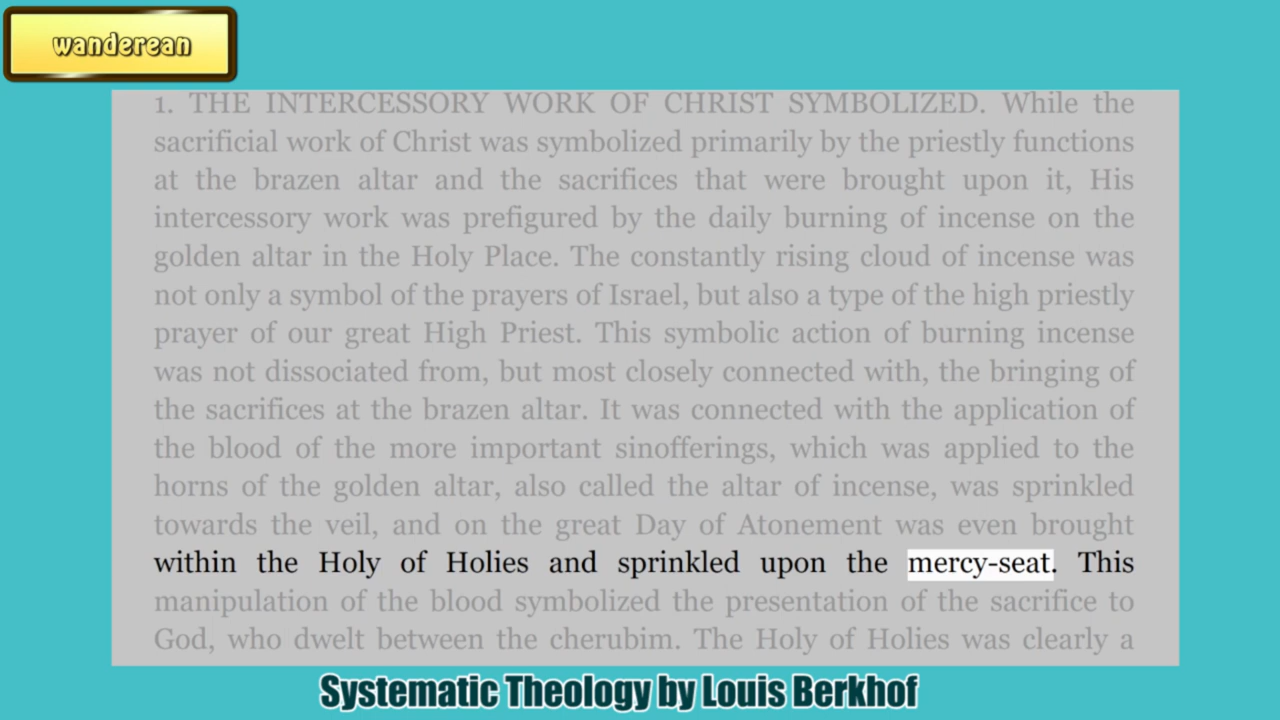 wanderean
1. THE INTERCESSORY WORK OF CHRIST SYMBOLIZED. While the
sacrificial work of Christ was symbolized primarily by the priestly functions
at the brazen altar and the sacrifices that were brought upon it, His
intercessory work was prefigured by the daily burning of incense on the
golden altar in the Holy Place. The constantly rising cloud of incense was
not only a symbol of the prayers of Israel, but also a type of the high priestly
prayer of our great High Priest. This symbolic action of burning incense
was not dissociated from, but most closely connected with, the bringing of
the sacrifices at the brazen altar. It was connected with the application of
the blood of the more important sinofferings, which was applied to the
horns of the golden altar, also called the altar of incense, was sprinkled
towards the veil, and on the great Day of Atonement was even brought
within the Holy of Holies and sprinkled upon the mercy-seat. This
manipulation of the blood symbolized the presentation of the sacrifice to
God, who dwelt between the cherubim. The Holy of Holies was clearly a
Systematic Theology by Louis Berkhof